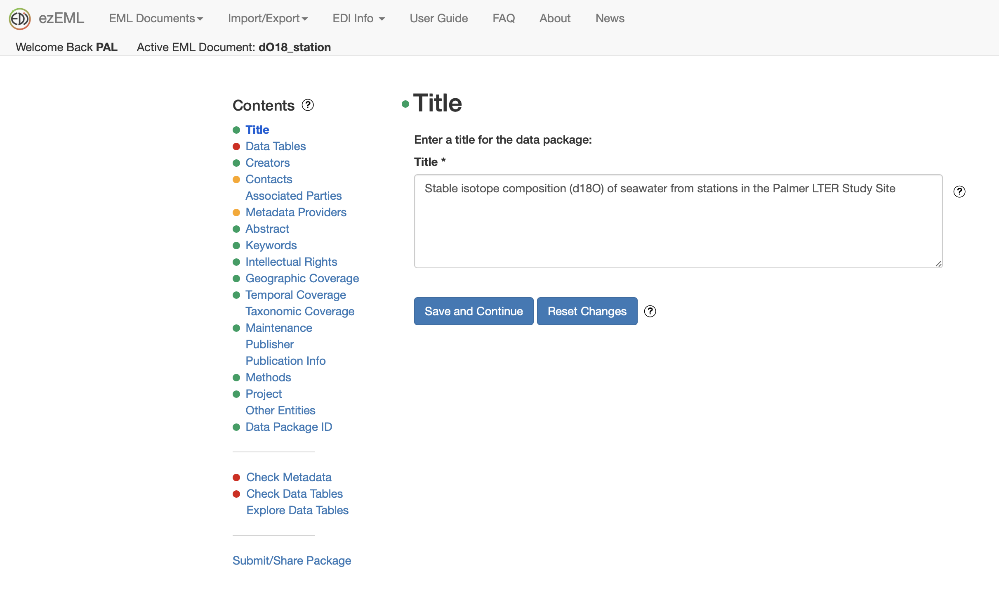 EDI ezEML EML Documents Import/Export EDI Info User Guide FAQ About News
Welcome Back PAL Active EML Document: dO18_station
Contents ?
Title
Data Tables
Creators
Contacts
Associated Parties
Metadata Providers
Abstract
Keywords
Intellectual Rights
Geographic Coverage
Temporal Coverage
Taxonomic Coverage
Maintenance
Publisher
Publication Info
Methods
Project
Other Entities
Data Package ID
Check Metadata
Check Data Tables
Explore Data Tables
Submit/Share Package
Title
Enter a title for the data package:
Title *
Stable isotope composition (d18O) of seawater from stations in the Palmer LTER Study Site ?
Save and Continue Reset Changes ?